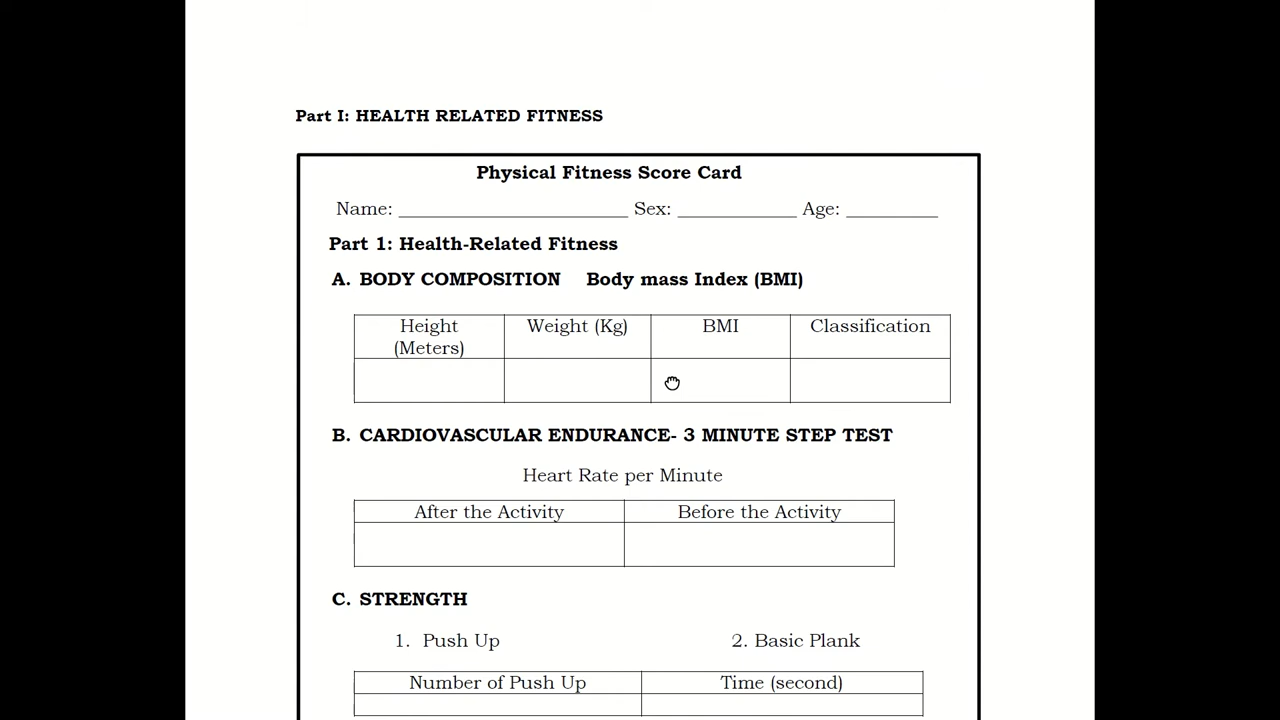 Part I: HEALTH RELATED FITNESS
Physical Fitness Score Card
Name: _________________________ Sex: _____________ Age: __________
Part 1: Health-Related Fitness
A. BODY COMPOSITION Body mass Index (BMI)
Height (Meters) Weight (Kg) BMI Classification
B. CARDIOVASCULAR ENDURANCE- 3 MINUTE STEP TEST
Heart Rate per Minute
After the Activity Before the Activity
C. STRENGTH
1. Push Up 2. Basic Plank
Number of Push Up Time (second)